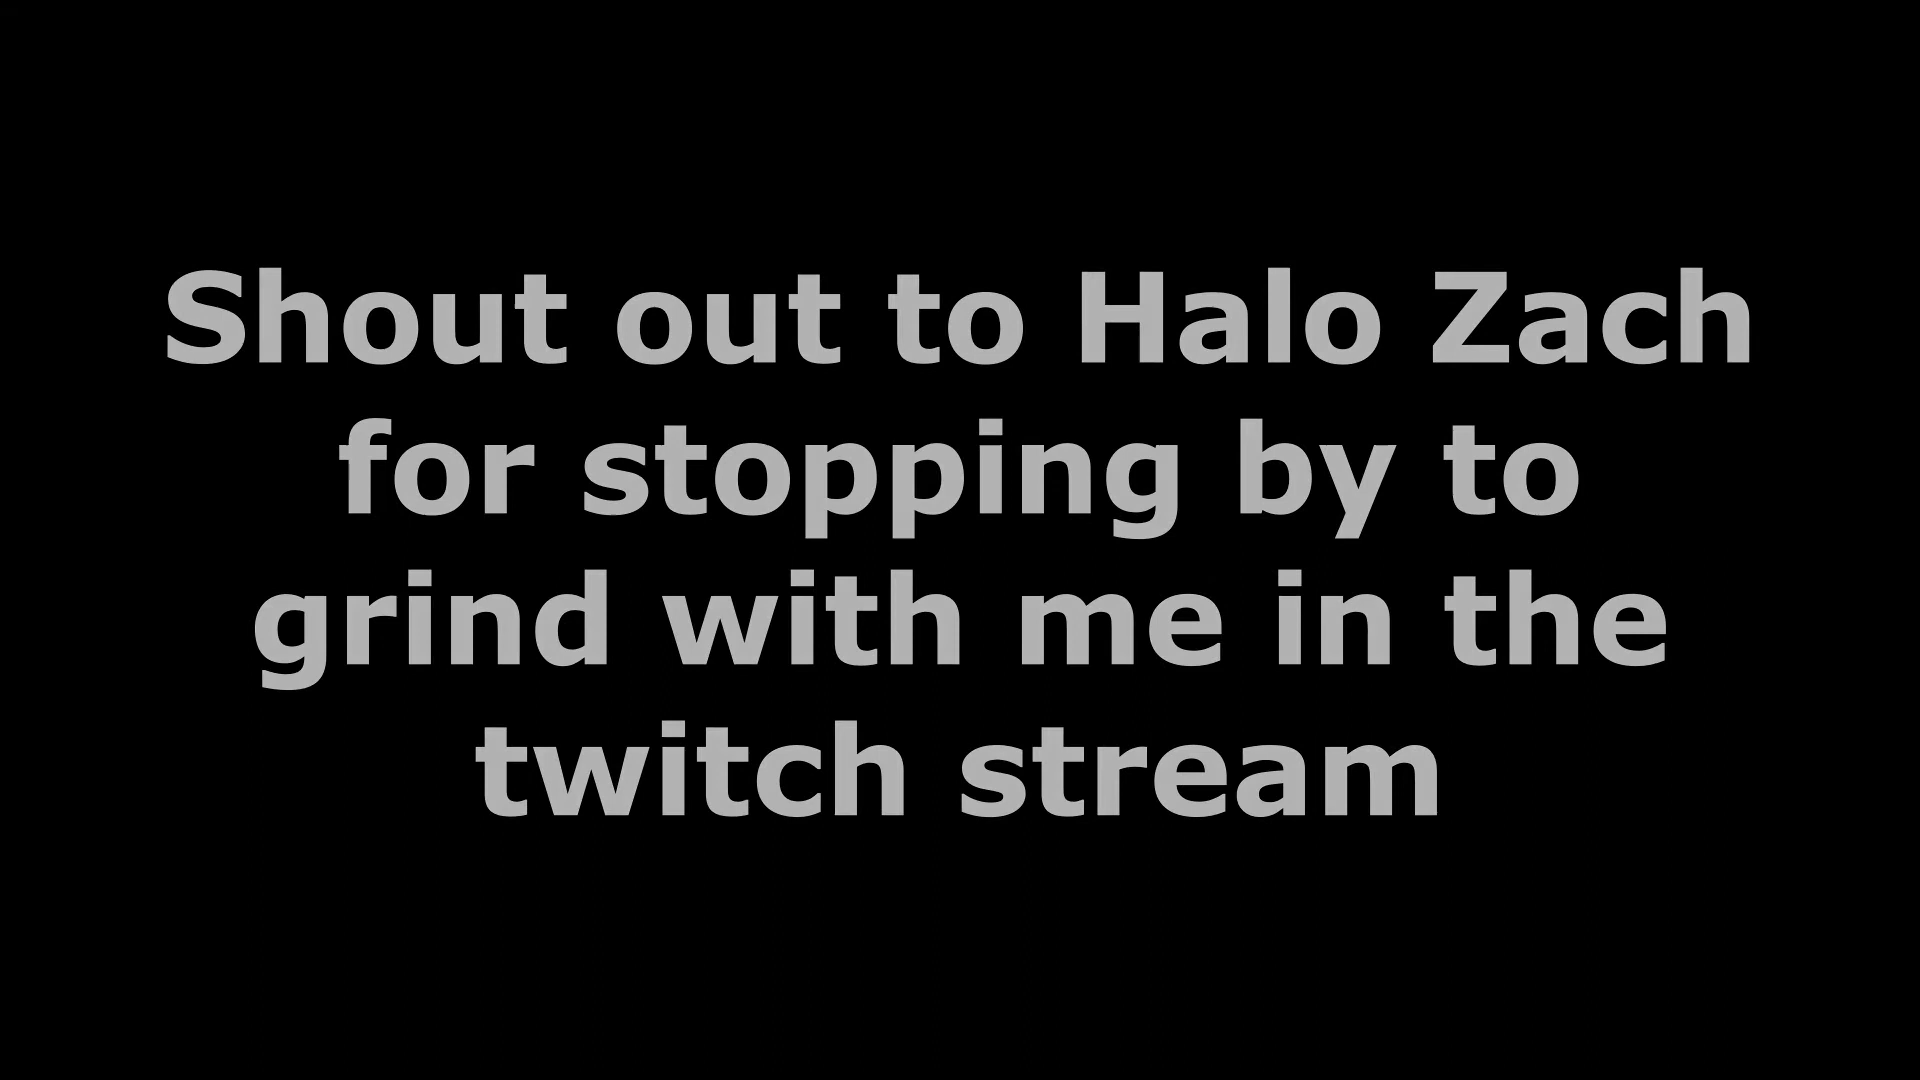 Shout out to Halo Zach
for stopping by to
grind with me in the
twitch stream